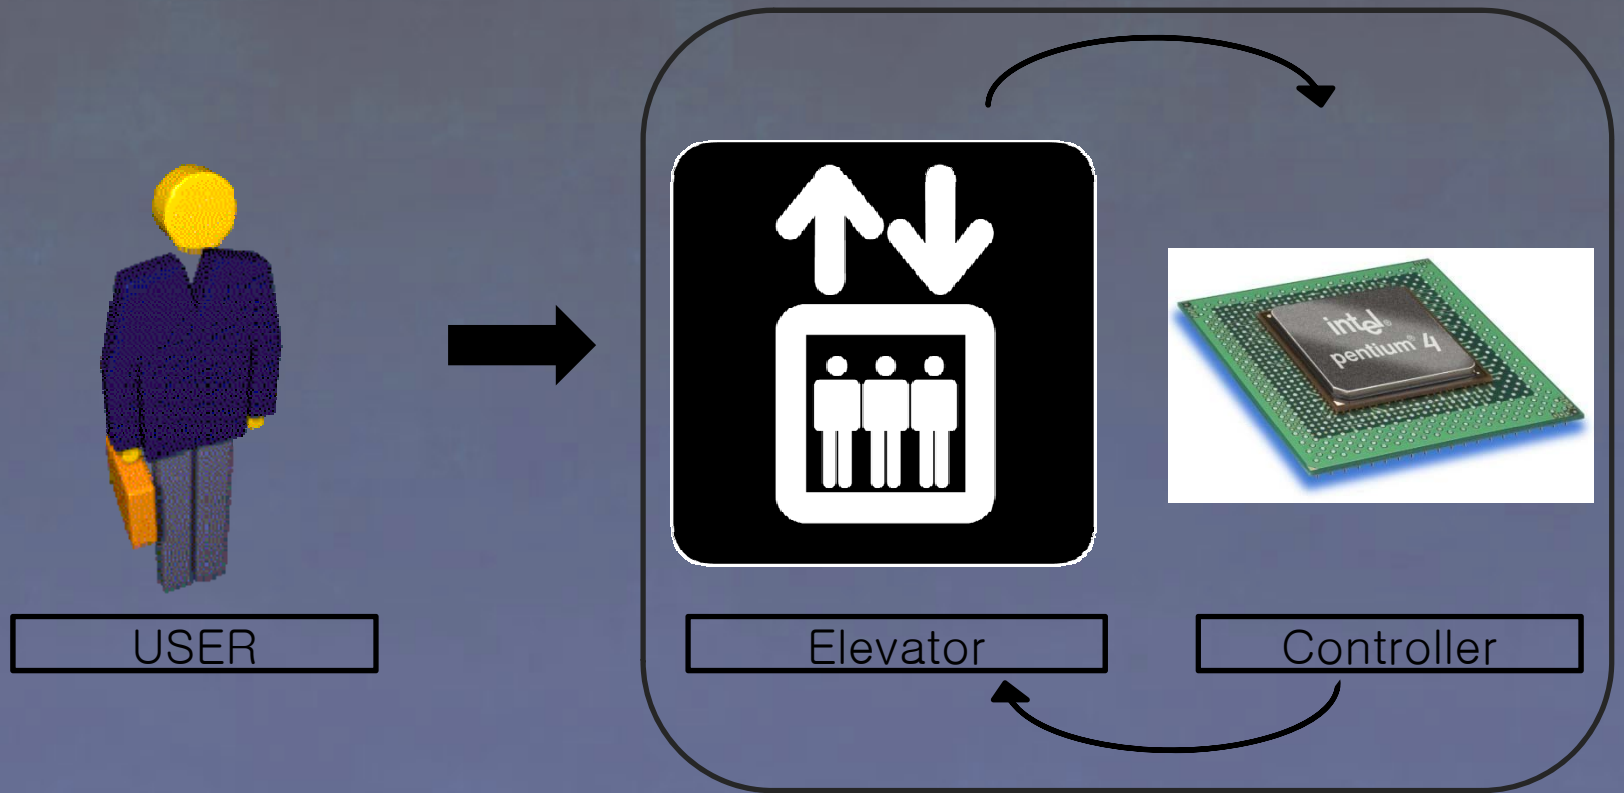 intel®
pentium® 4
USER
Elevator
Controller